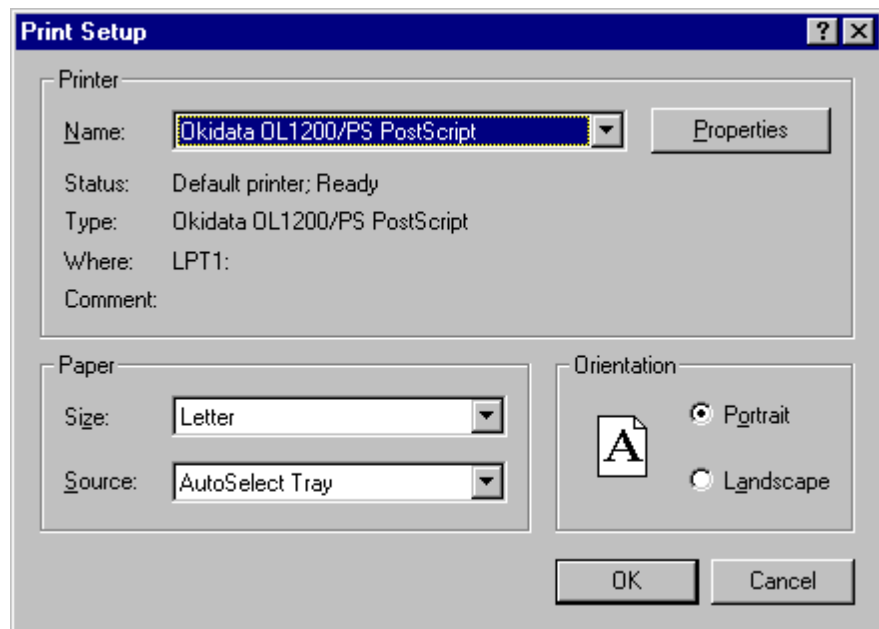 Print Setup
Printer
Name: Okidata OL1200/PS PostScript Properties
Status: Default printer; Ready
Type: Okidata OL1200/PS PostScript
Where: LPT1:
Comment:
Paper
Size: Letter
Source: AutoSelect Tray
Orientation
A
Portrait
Landscape
OK Cancel